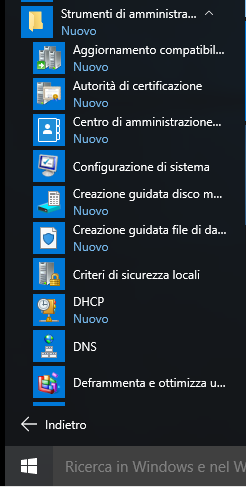 Strumenti di amministra...
Nuovo
Aggiornamento compatibil...
Nuovo
Autorità di certificazione
Nuovo
Centro di amministrazione...
Nuovo
Configurazione di sistema
Creazione guidata disco m...
Nuovo
Creazione guidata file di da...
Nuovo
Criteri di sicurezza locali
DHCP
Nuovo
DNS
Deframmenta e ottimizza u...
Indietro
Ricerca in Windows e nel W